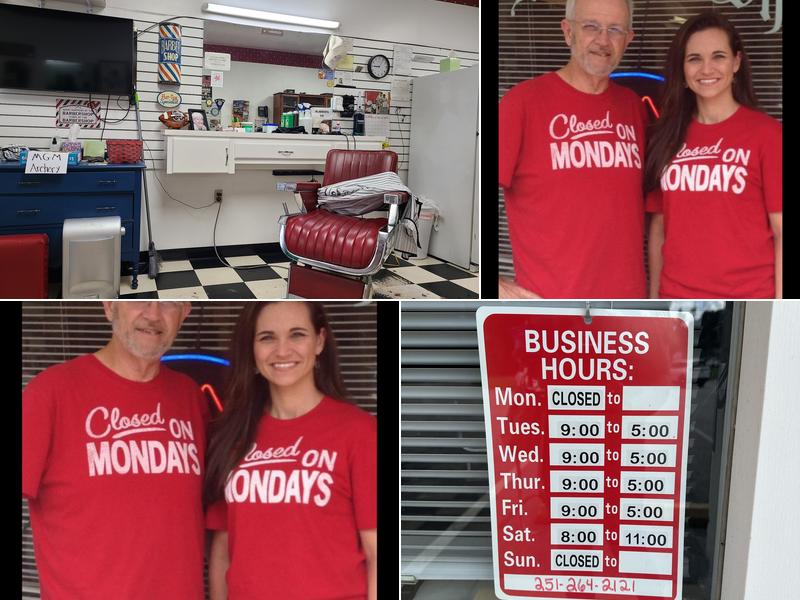 BARBER
SHOP
MGM
Archery
Closed ON
MONDAYS
Closed ON
MONDAYS
Closed ON
MONDAYS
Closed ON
MONDAYS
BUSINESS
HOURS:
Mon. CLOSED to
Tues. 9:00 to 5:00
Wed. 9:00 to 5:00
Thur. 9:00 to 5:00
Fri. 9:00 to 5:00
Sat. 8:00 to 11:00
Sun. CLOSED to
251-264-2121